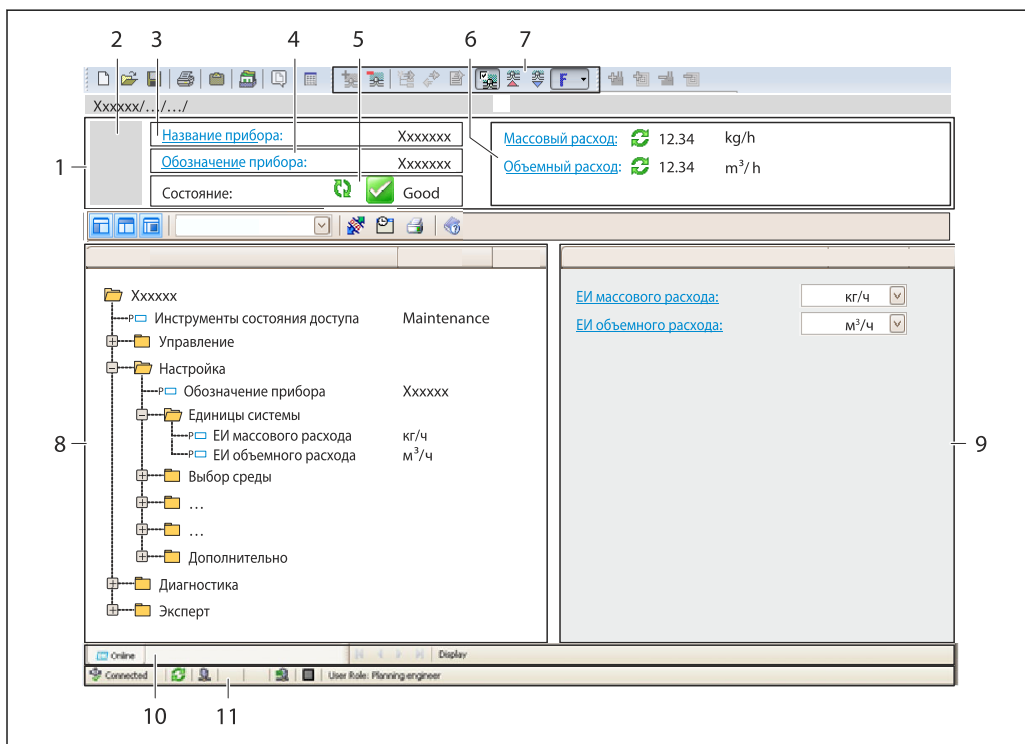 2 3 4 5 6 7
F
Xxxxxx/.../.../
1
Название прибора: Xxxxxxx
Обозначение прибора: Xxxxxxx
Состояние: Good
Массовый расход: 12.34 kg/h
Объемный расход: 12.34 m³/h
Xxxxxx
P Инструменты состояния доступа Maintenance
Управление
Настройка
P Обозначение прибора Xxxxxx
Единицы системы
P ЕИ массового расхода кг/ч
P ЕИ объемного расхода м³/ч
Выбор среды
...
...
Дополнительно
Диагностика
Эксперт
8
ЕИ массового расхода: кг/ч
ЕИ объемного расхода: м³/ч
9
Online Display
Connected User Role: Planning engineer
10 11